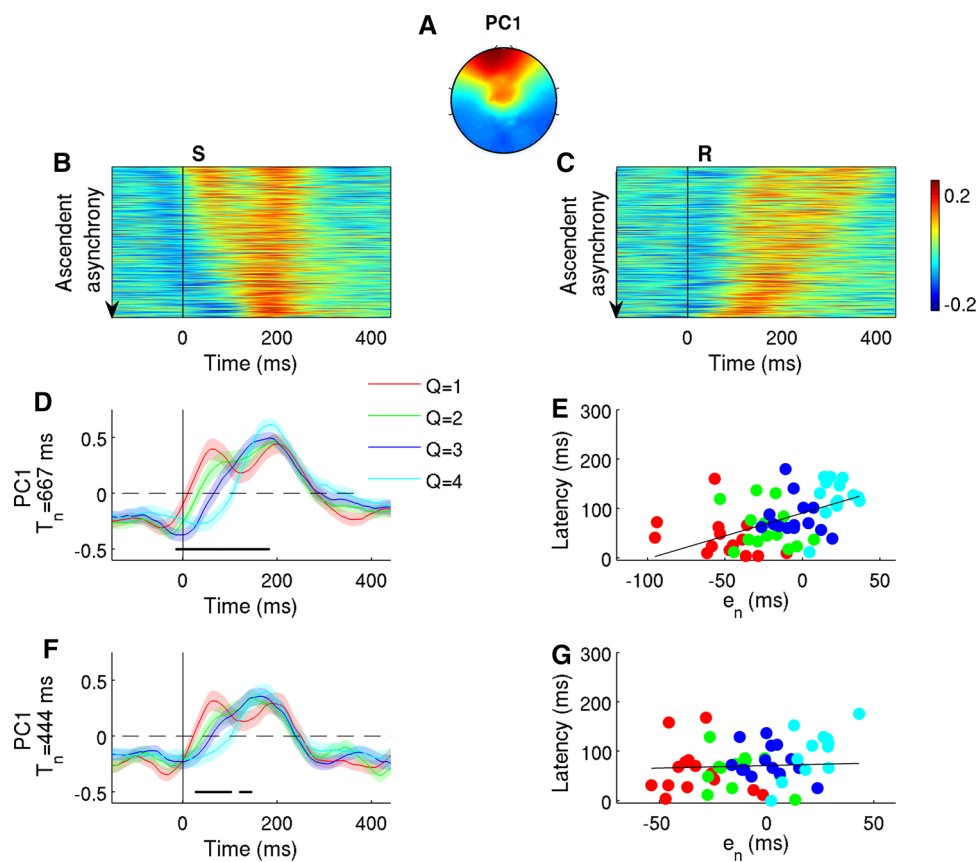 A
PC1
B
S
C
R
Ascendent
asynchrony
0
200
400
Time (ms)
Ascendent
asynchrony
0
200
400
Time (ms)
0.2
-0.2
D
PC1
T_n=667 ms
0.5
0
-0.5
0
200
400
Time (ms)
Q=1
Q=2
Q=3
Q=4
E
Latency (ms)
300
200
100
0
-100
-50
0
50
e_n (ms)
F
PC1
T_n=444 ms
0.5
0
-0.5
0
200
400
Time (ms)
G
Latency (ms)
300
200
100
0
-50
0
50
e_n (ms)